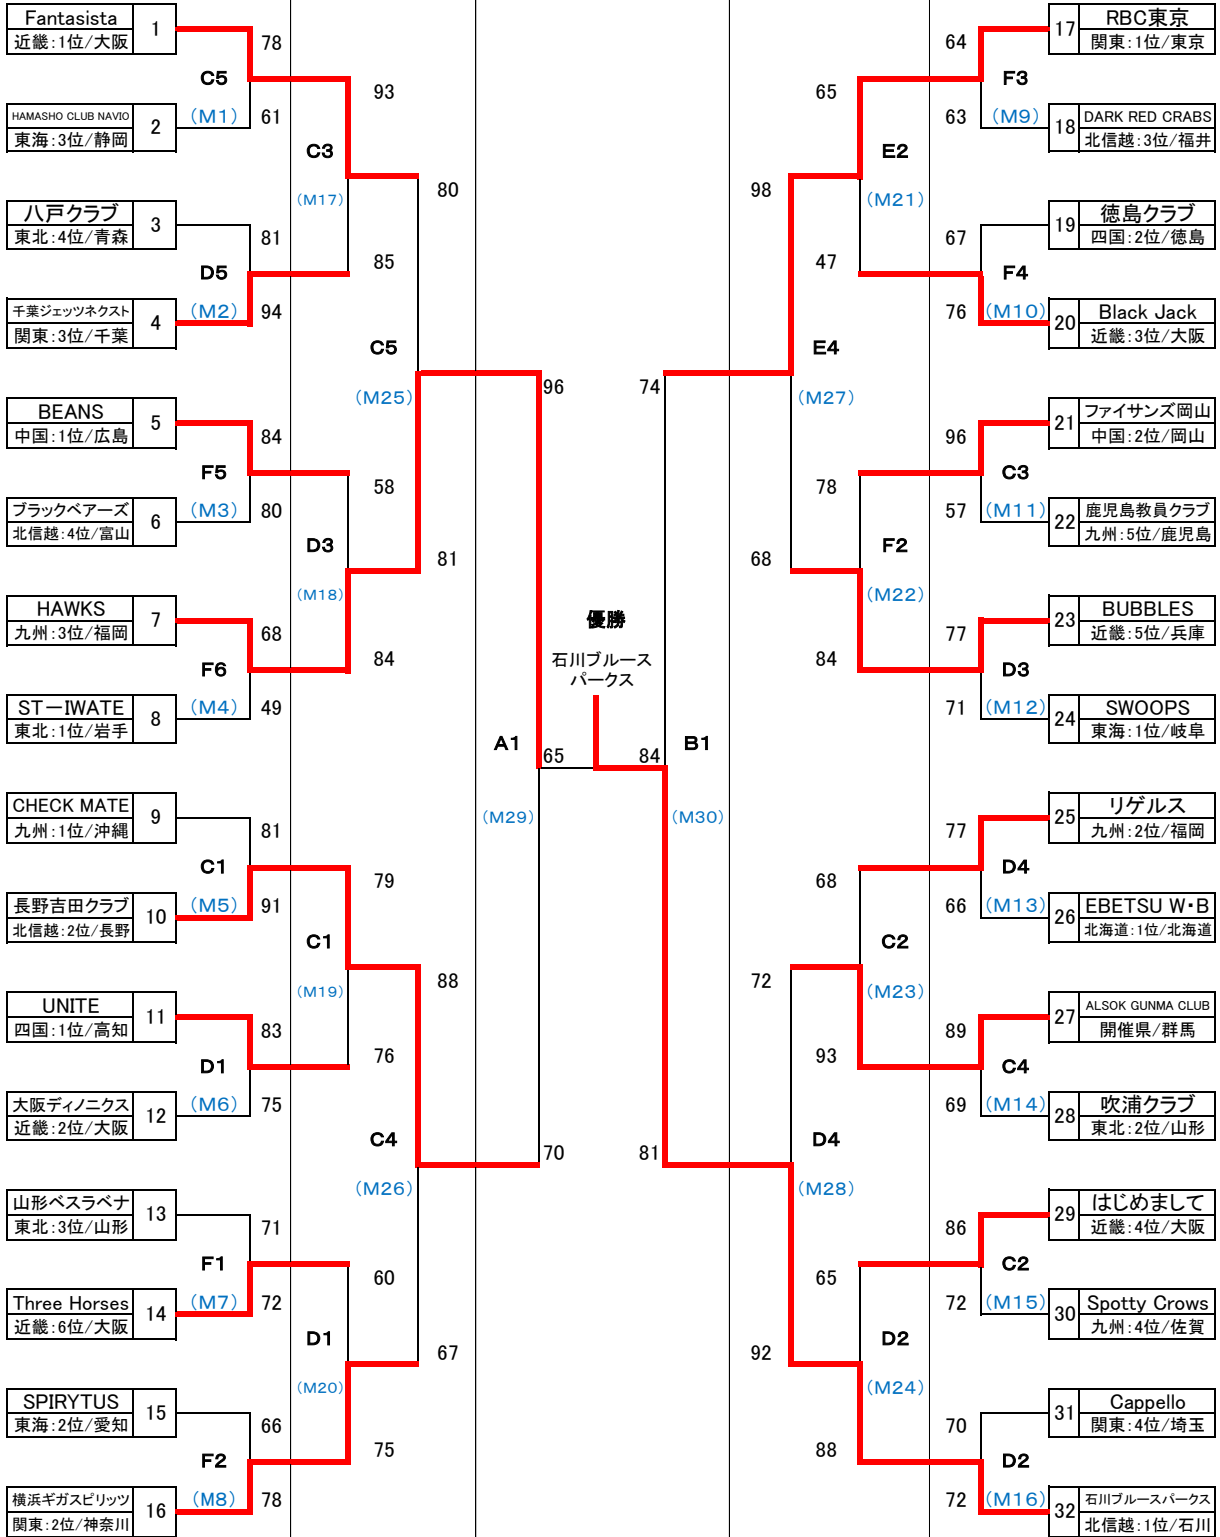 Fantasista
近畿:1位/大阪
1
78
C5
(M1)
61
HAMASHO CLUB NAVIO
東海:3位/静岡
2
93
C3
(M17)
85
八戸クラブ
東北:4位/青森
3
81
D5
(M2)
94
千葉ジェッツネクスト
関東:3位/千葉
4
80
C5
(M25)
81
BEANS
中国:1位/広島
5
84
F5
(M3)
80
ブラックベアーズ
北信越:4位/富山
6
58
D3
(M18)
84
HAWKS
九州:3位/福岡
7
68
F6
(M4)
49
STーIWATE
東北:1位/岩手
8
96
A1
65
(M29)
70
CHECK MATE
九州:1位/沖縄
9
81
C1
(M5)
91
長野吉田クラブ
北信越:2位/長野
10
79
C1
(M19)
76
UNITE
四国:1位/高知
11
83
D1
(M6)
75
大阪ディノニクス
近畿:2位/大阪
12
88
C4
(M26)
67
山形ベスラベナ
東北:3位/山形
13
71
F1
(M7)
72
Three Horses
近畿:6位/大阪
14
60
D1
(M20)
75
SPIRYTUS
東海:2位/愛知
15
66
F2
(M8)
78
横浜ギガスピリッツ
関東:2位/神奈川
16
優勝
石川ブルース
パークス
74
84
B1
(M30)
81
64
F3
63
(M9)
17
RBC東京
関東:1位/東京
18
DARK RED CRABS
北信越:3位/福井
65
E2
(M21)
47
67
F4
76
(M10)
19
徳島クラブ
四国:2位/徳島
20
Black Jack
近畿:3位/大阪
98
E4
(M27)
68
96
C3
57
(M11)
21
ファイサンズ岡山
中国:2位/岡山
22
鹿児島教員クラブ
九州:5位/鹿児島
78
F2
(M22)
84
77
D3
71
(M12)
23
BUBBLES
近畿:5位/兵庫
24
SWOOPS
東海:1位/岐阜
77
D4
66
(M13)
25
リゲルス
九州:2位/福岡
26
EBETSU W・B
北海道:1位/北海道
68
C2
(M23)
93
89
C4
69
(M14)
27
ALSOK GUNMA CLUB
開催県/群馬
28
吹浦クラブ
東北:2位/山形
72
D4
(M28)
92
86
C2
72
(M15)
29
はじめまして
近畿:4位/大阪
30
Spotty Crows
九州:4位/佐賀
65
D2
(M24)
88
70
D2
72
(M16)
31
Cappello
関東:4位/埼玉
32
石川ブルースパークス
北信越:1位/石川